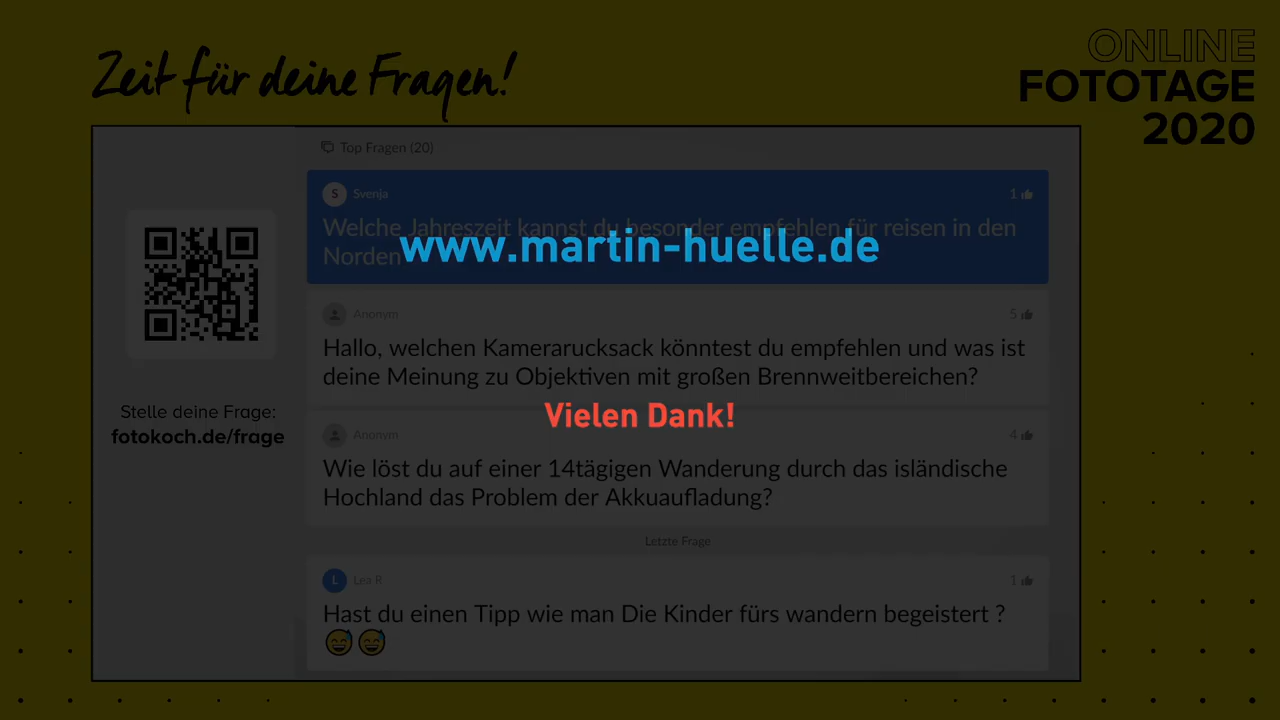 Zeit für deine Fragen!
ONLINE
FOTOTAGE
2020
Top Fragen (20)
S Svenja 1
Welche Jahreszeit kannst du besonder empfehlen für reisen in den
Norden
www.martin-huelle.de
Anonym 5
Hallo, welchen Kamerarucksack könntest du empfehlen und was ist
deine Meinung zu Objektiven mit großen Brennweitbereichen?
Stelle deine Frage:
fotokoch.de/frage
Vielen Dank!
Anonym 4
Wie löst du auf einer 14tägigen Wanderung durch das isländische
Hochland das Problem der Akkuaufladung?
Letzte Frage
L Lea R 1
Hast du einen Tipp wie man Die Kinder fürs wandern begeistert ?
😅😅